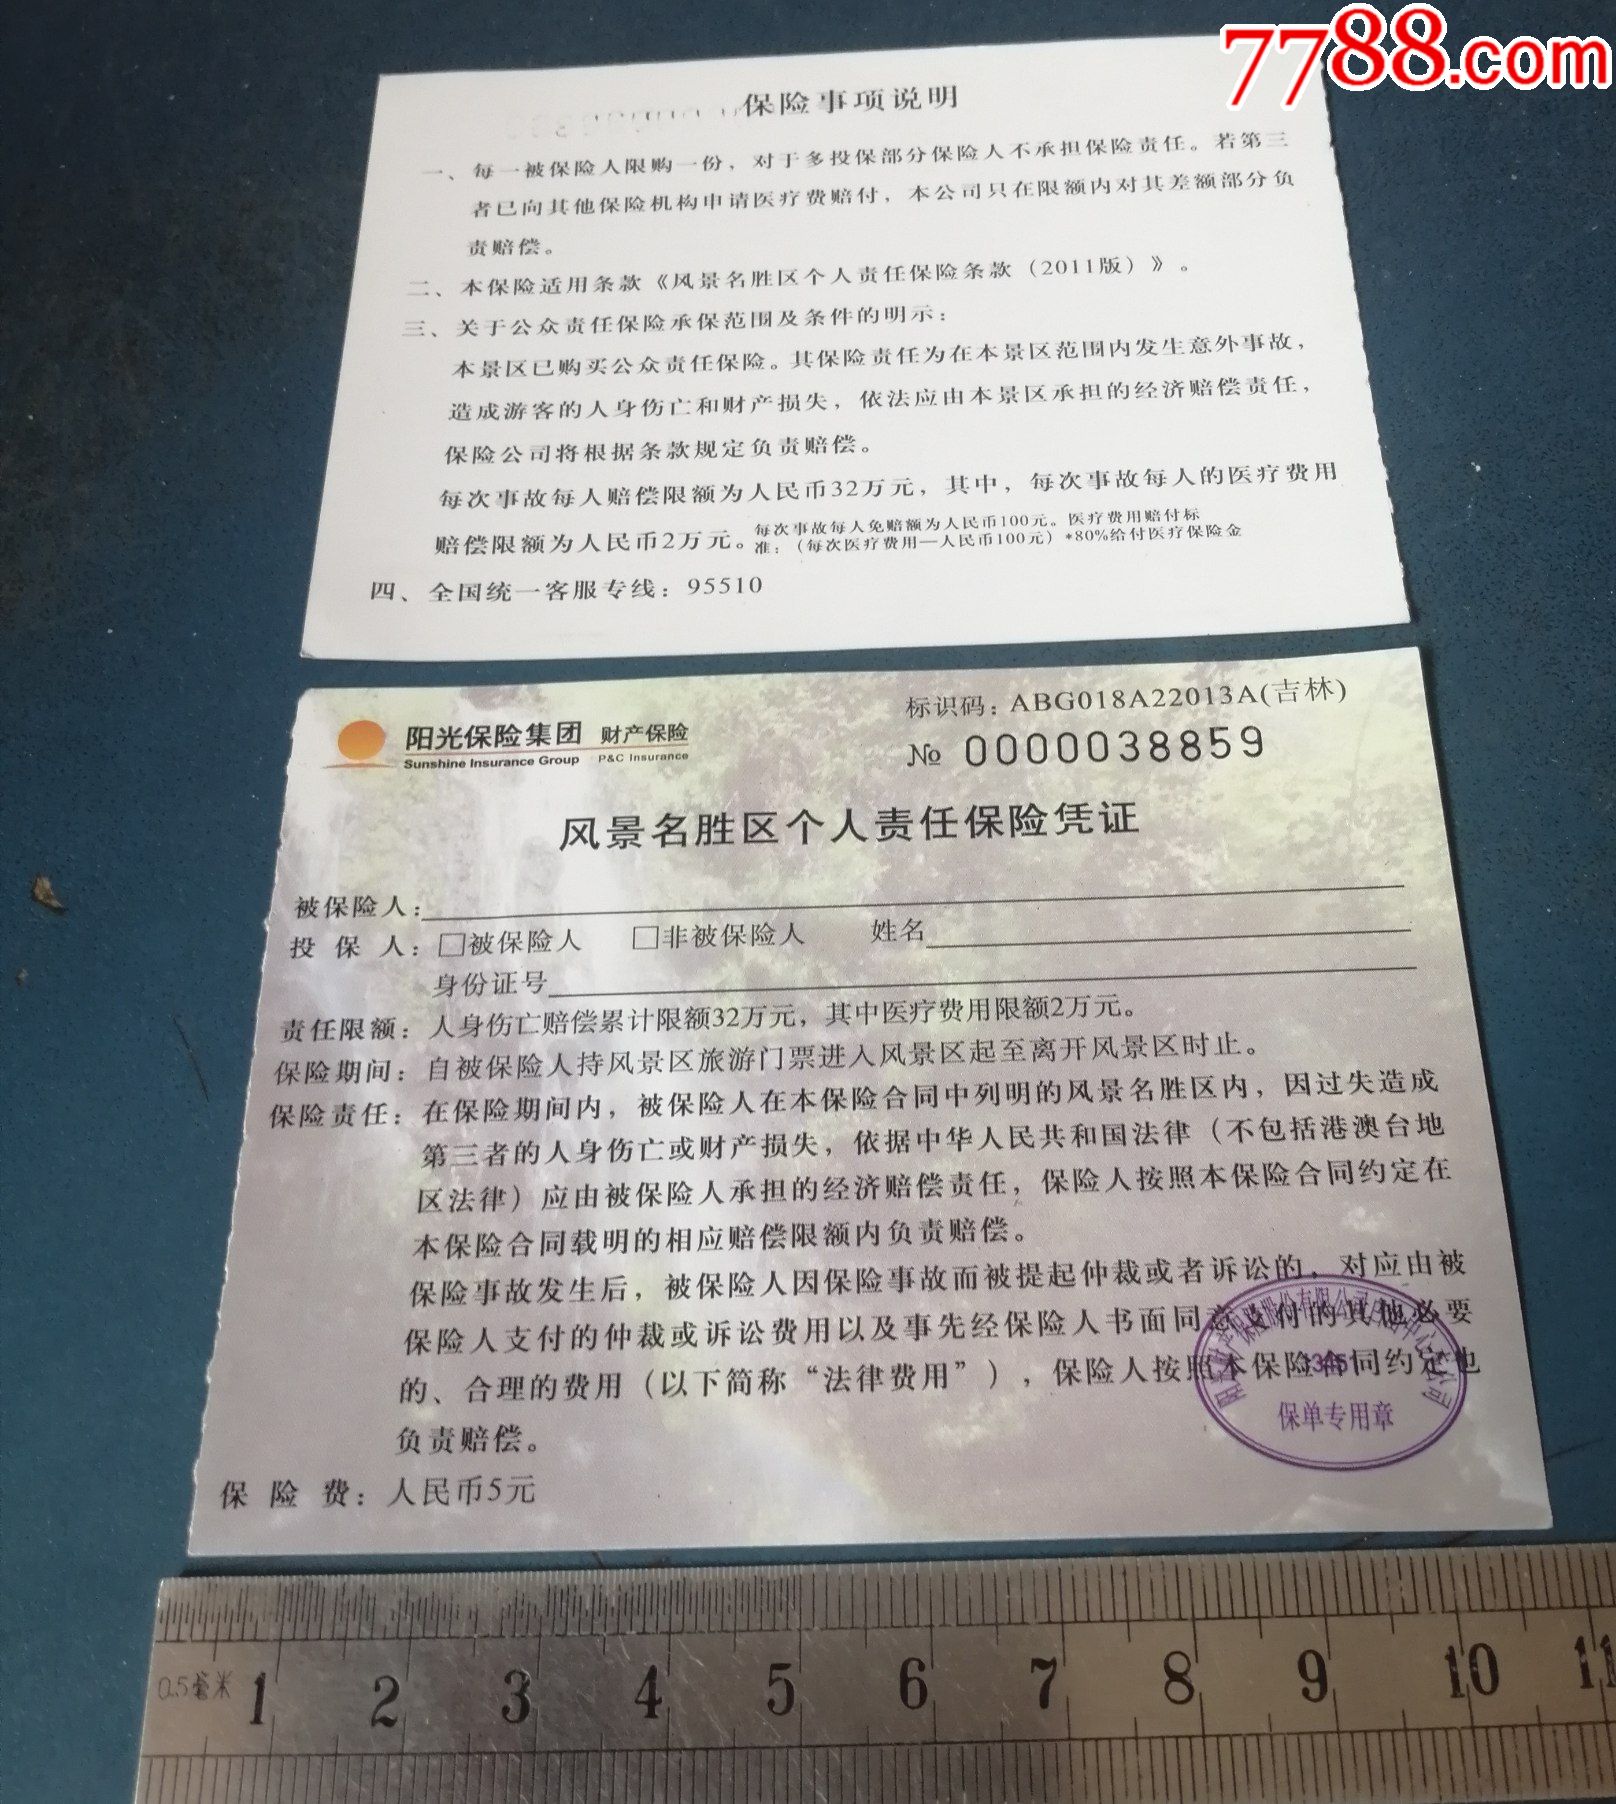 7788.com
保险事项说明
一、每一被保险人限购一份，对于多投保部分保险人不承担保险责任。若第三
者已向其他保险机构申请医疗费赔付，本公司只在限额内对其差额部分负
责赔偿。
二、本保险适用条款《风景名胜区个人责任保险条款（2011版）》。
三、关于公众责任保险承保范围及条件的明示：
本景区已购买公众责任保险。其保险责任为在本景区范围内发生意外事故，
造成游客的人身伤亡和财产损失，依法应由本景区承担的经济赔偿责任，
保险公司将根据条款规定负责赔偿。
每次事故每人赔偿限额为人民币32万元，其中，每次事故每人的医疗费用
赔偿限额为人民币2万元。每次事故每人免赔额为人民币100元。医疗费用赔付标
准：（每次医疗费用—人民币100元）*80%给付医疗保险金
四、全国统一客服专线：95510
标识码：ABG018A22013A(吉林)
阳光保险集团 财产保险
Sunshine Insurance Group P&C Insurance
№ 0000038859
风景名胜区个人责任保险凭证
被保险人：
投保人：□被保险人 □非被保险人 姓名
身份证号
责任限额：人身伤亡赔偿累计限额32万元，其中医疗费用限额2万元。
保险期间：自被保险人持风景区旅游门票进入风景区起至离开风景区时止。
保险责任：在保险期间内，被保险人在本保险合同中列明的风景名胜区内，因过失造成
第三者的人身伤亡或财产损失，依据中华人民共和国法律（不包括港澳台地
区法律）应由被保险人承担的经济赔偿责任，保险人按照本保险合同约定在
本保险合同载明的相应赔偿限额内负责赔偿。
保险事故发生后，被保险人因保险事故而被提起仲裁或者诉讼的，对应由被
保险人支付的仲裁或诉讼费用以及事先经保险人书面同意支付的其他必要
的、合理的费用（以下简称“法律费用”），保险人按照本保险合同约定也
负责赔偿。
保单专用章
保险费：人民币5元
0.5毫米
1 2 3 4 5 6 7 8 9 10 11